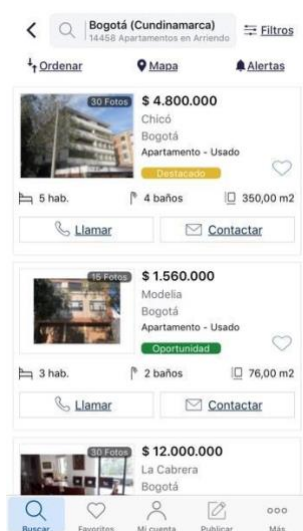 Bogotá (Cundinamarca)
14458 Apartamentos en Arriendo
Filtros
Ordenar
Mapa
Alertas
30 Fotos
$ 4.800.000
Chicó
Bogotá
Apartamento - Usado
Destacado
5 hab.
4 baños
350,00 m2
Llamar
Contactar
15 Fotos
$ 1.560.000
Modelia
Bogotá
Apartamento - Usado
Oportunidad
3 hab.
2 baños
76,00 m2
Llamar
Contactar
30 Fotos
$ 12.000.000
La Cabrera
Bogotá
Buscar
Favoritos
Mi cuenta
Publicar
Más